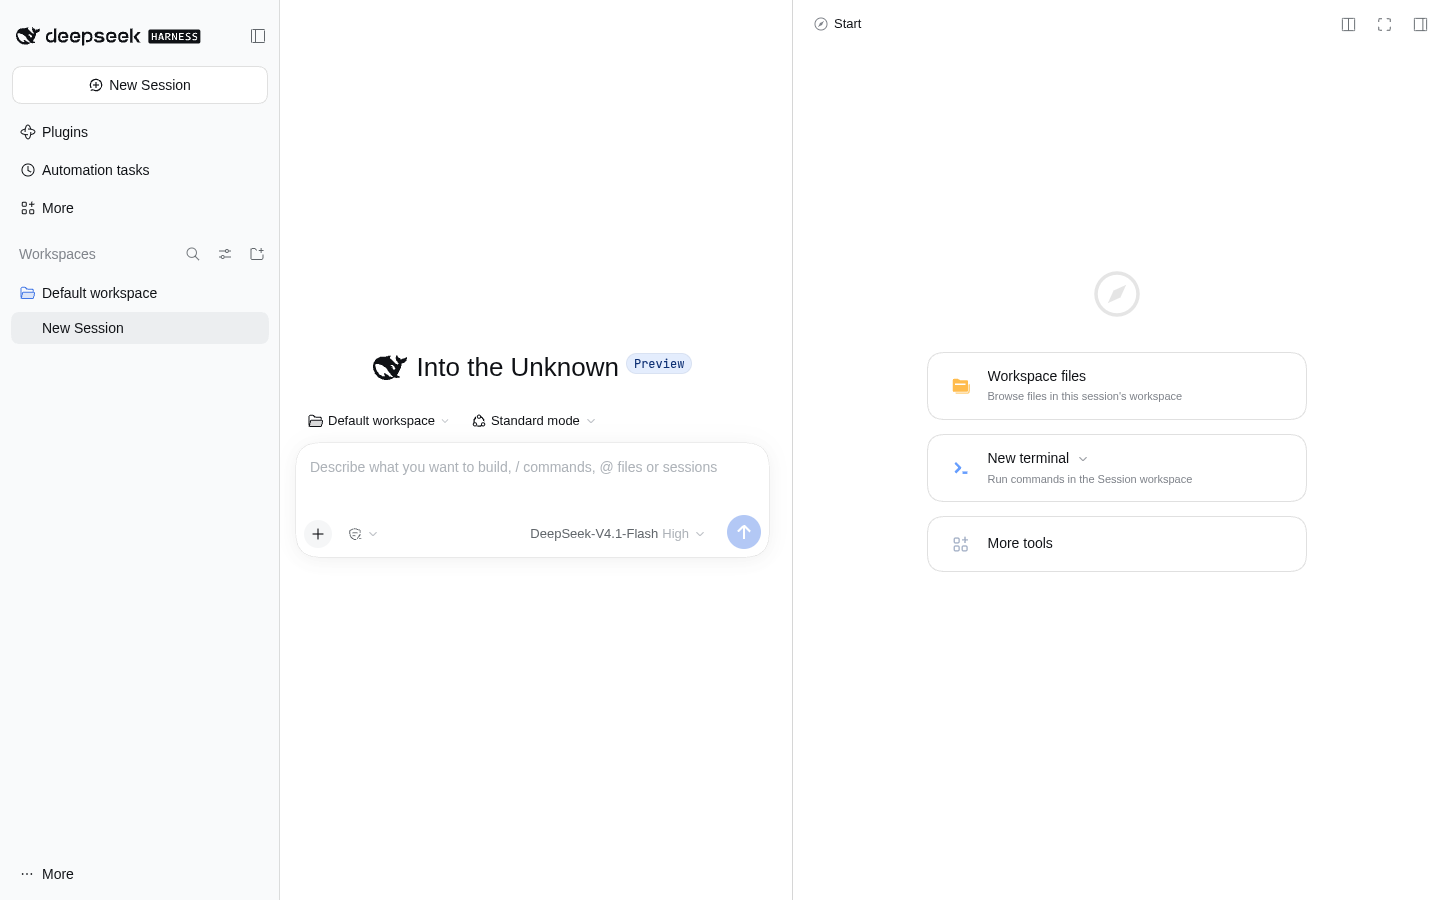 deepseek HARNESS
New Session
Plugins
Automation tasks
More
Workspaces
Default workspace
New Session
More
Into the Unknown Preview
Default workspace Standard mode
Describe what you want to build, / commands, @ files or sessions
DeepSeek-V4.1-Flash High
Start
Workspace files
Browse files in this session's workspace
New terminal
Run commands in the Session workspace
More tools